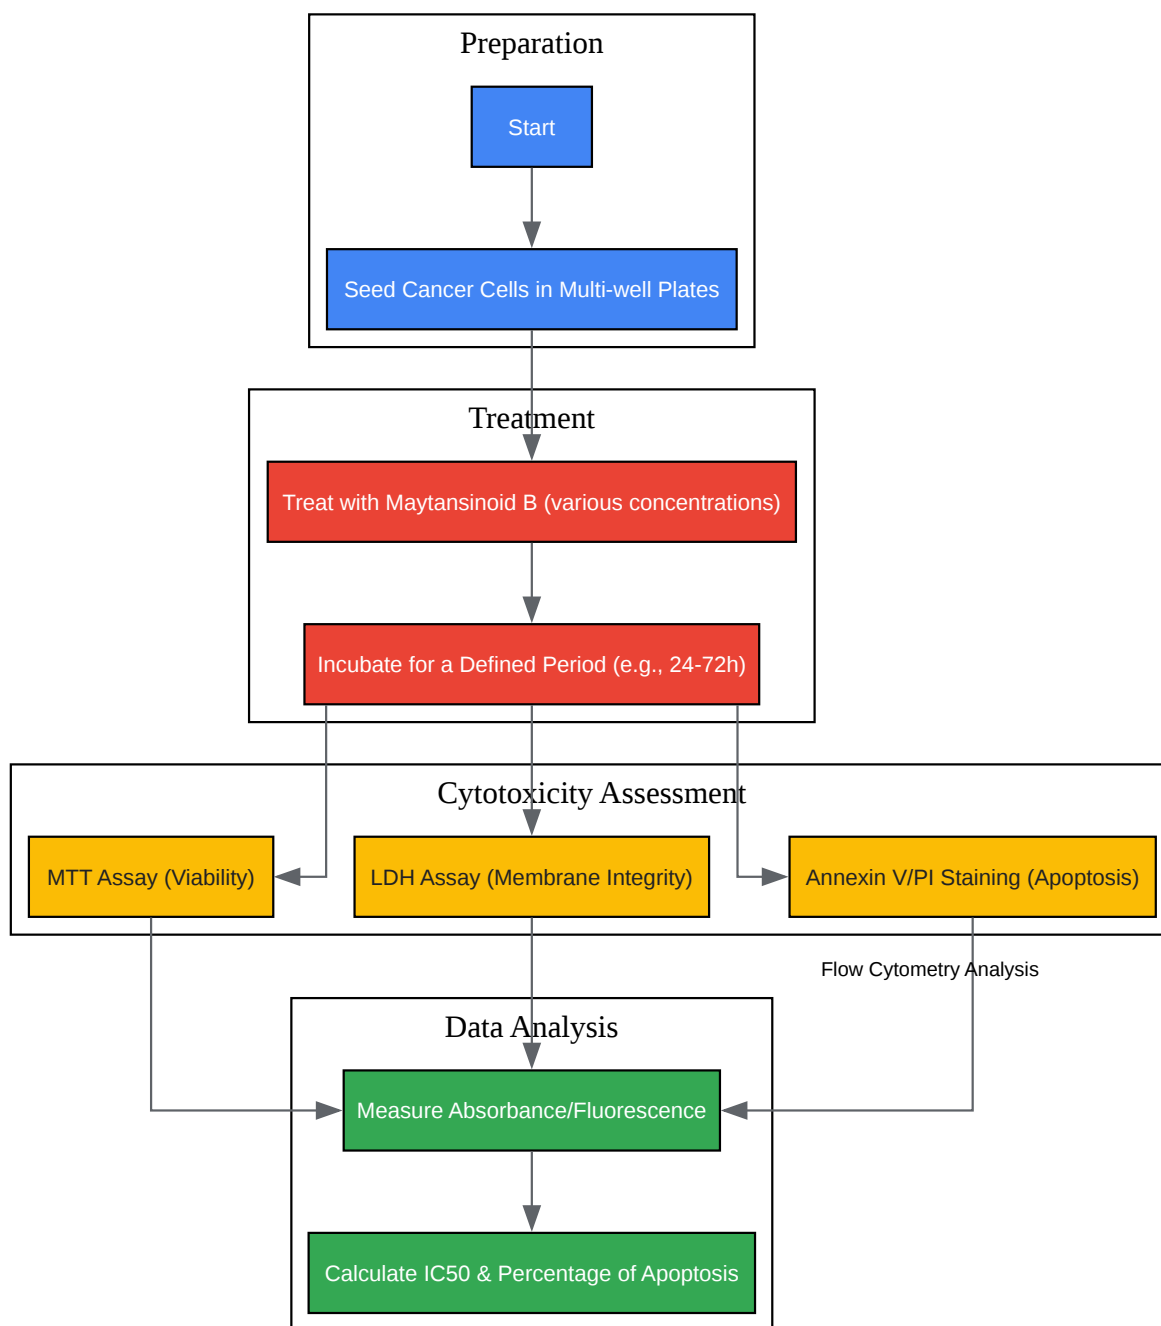 Preparation
Start
Seed Cancer Cells in Multi-well Plates
Treatment
Treat with Maytansinoid B (various concentrations)
Incubate for a Defined Period (e.g., 24-72h)
Cytotoxicity Assessment
MTT Assay (Viability)
LDH Assay (Membrane Integrity)
Annexin V/PI Staining (Apoptosis)
Flow Cytometry Analysis
Data Analysis
Measure Absorbance/Fluorescence
Calculate IC50 & Percentage of Apoptosis